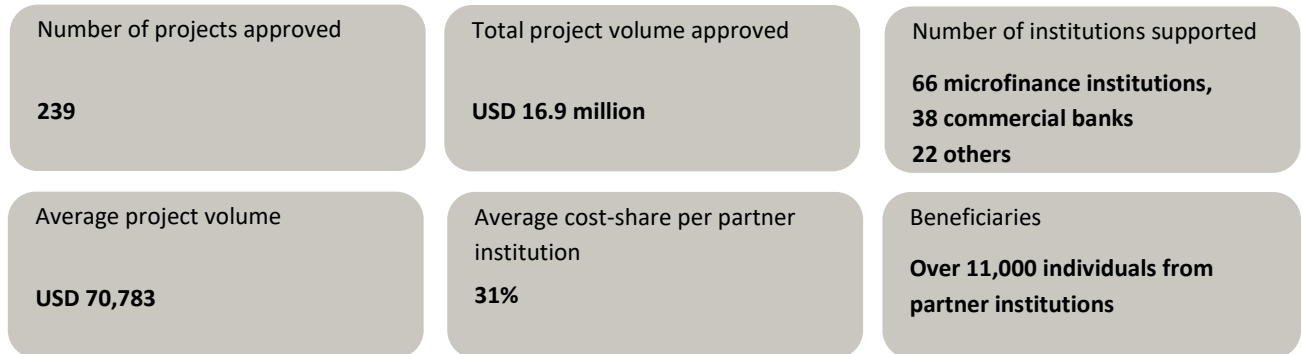 Number of projects approved
239
Total project volume approved
USD 16.9 million
Number of institutions supported
66 microfinance institutions,
38 commercial banks
22 others
Average project volume
USD 70,783
Average cost-share per partner
institution
31%
Beneficiaries
Over 11,000 individuals from
partner institutions